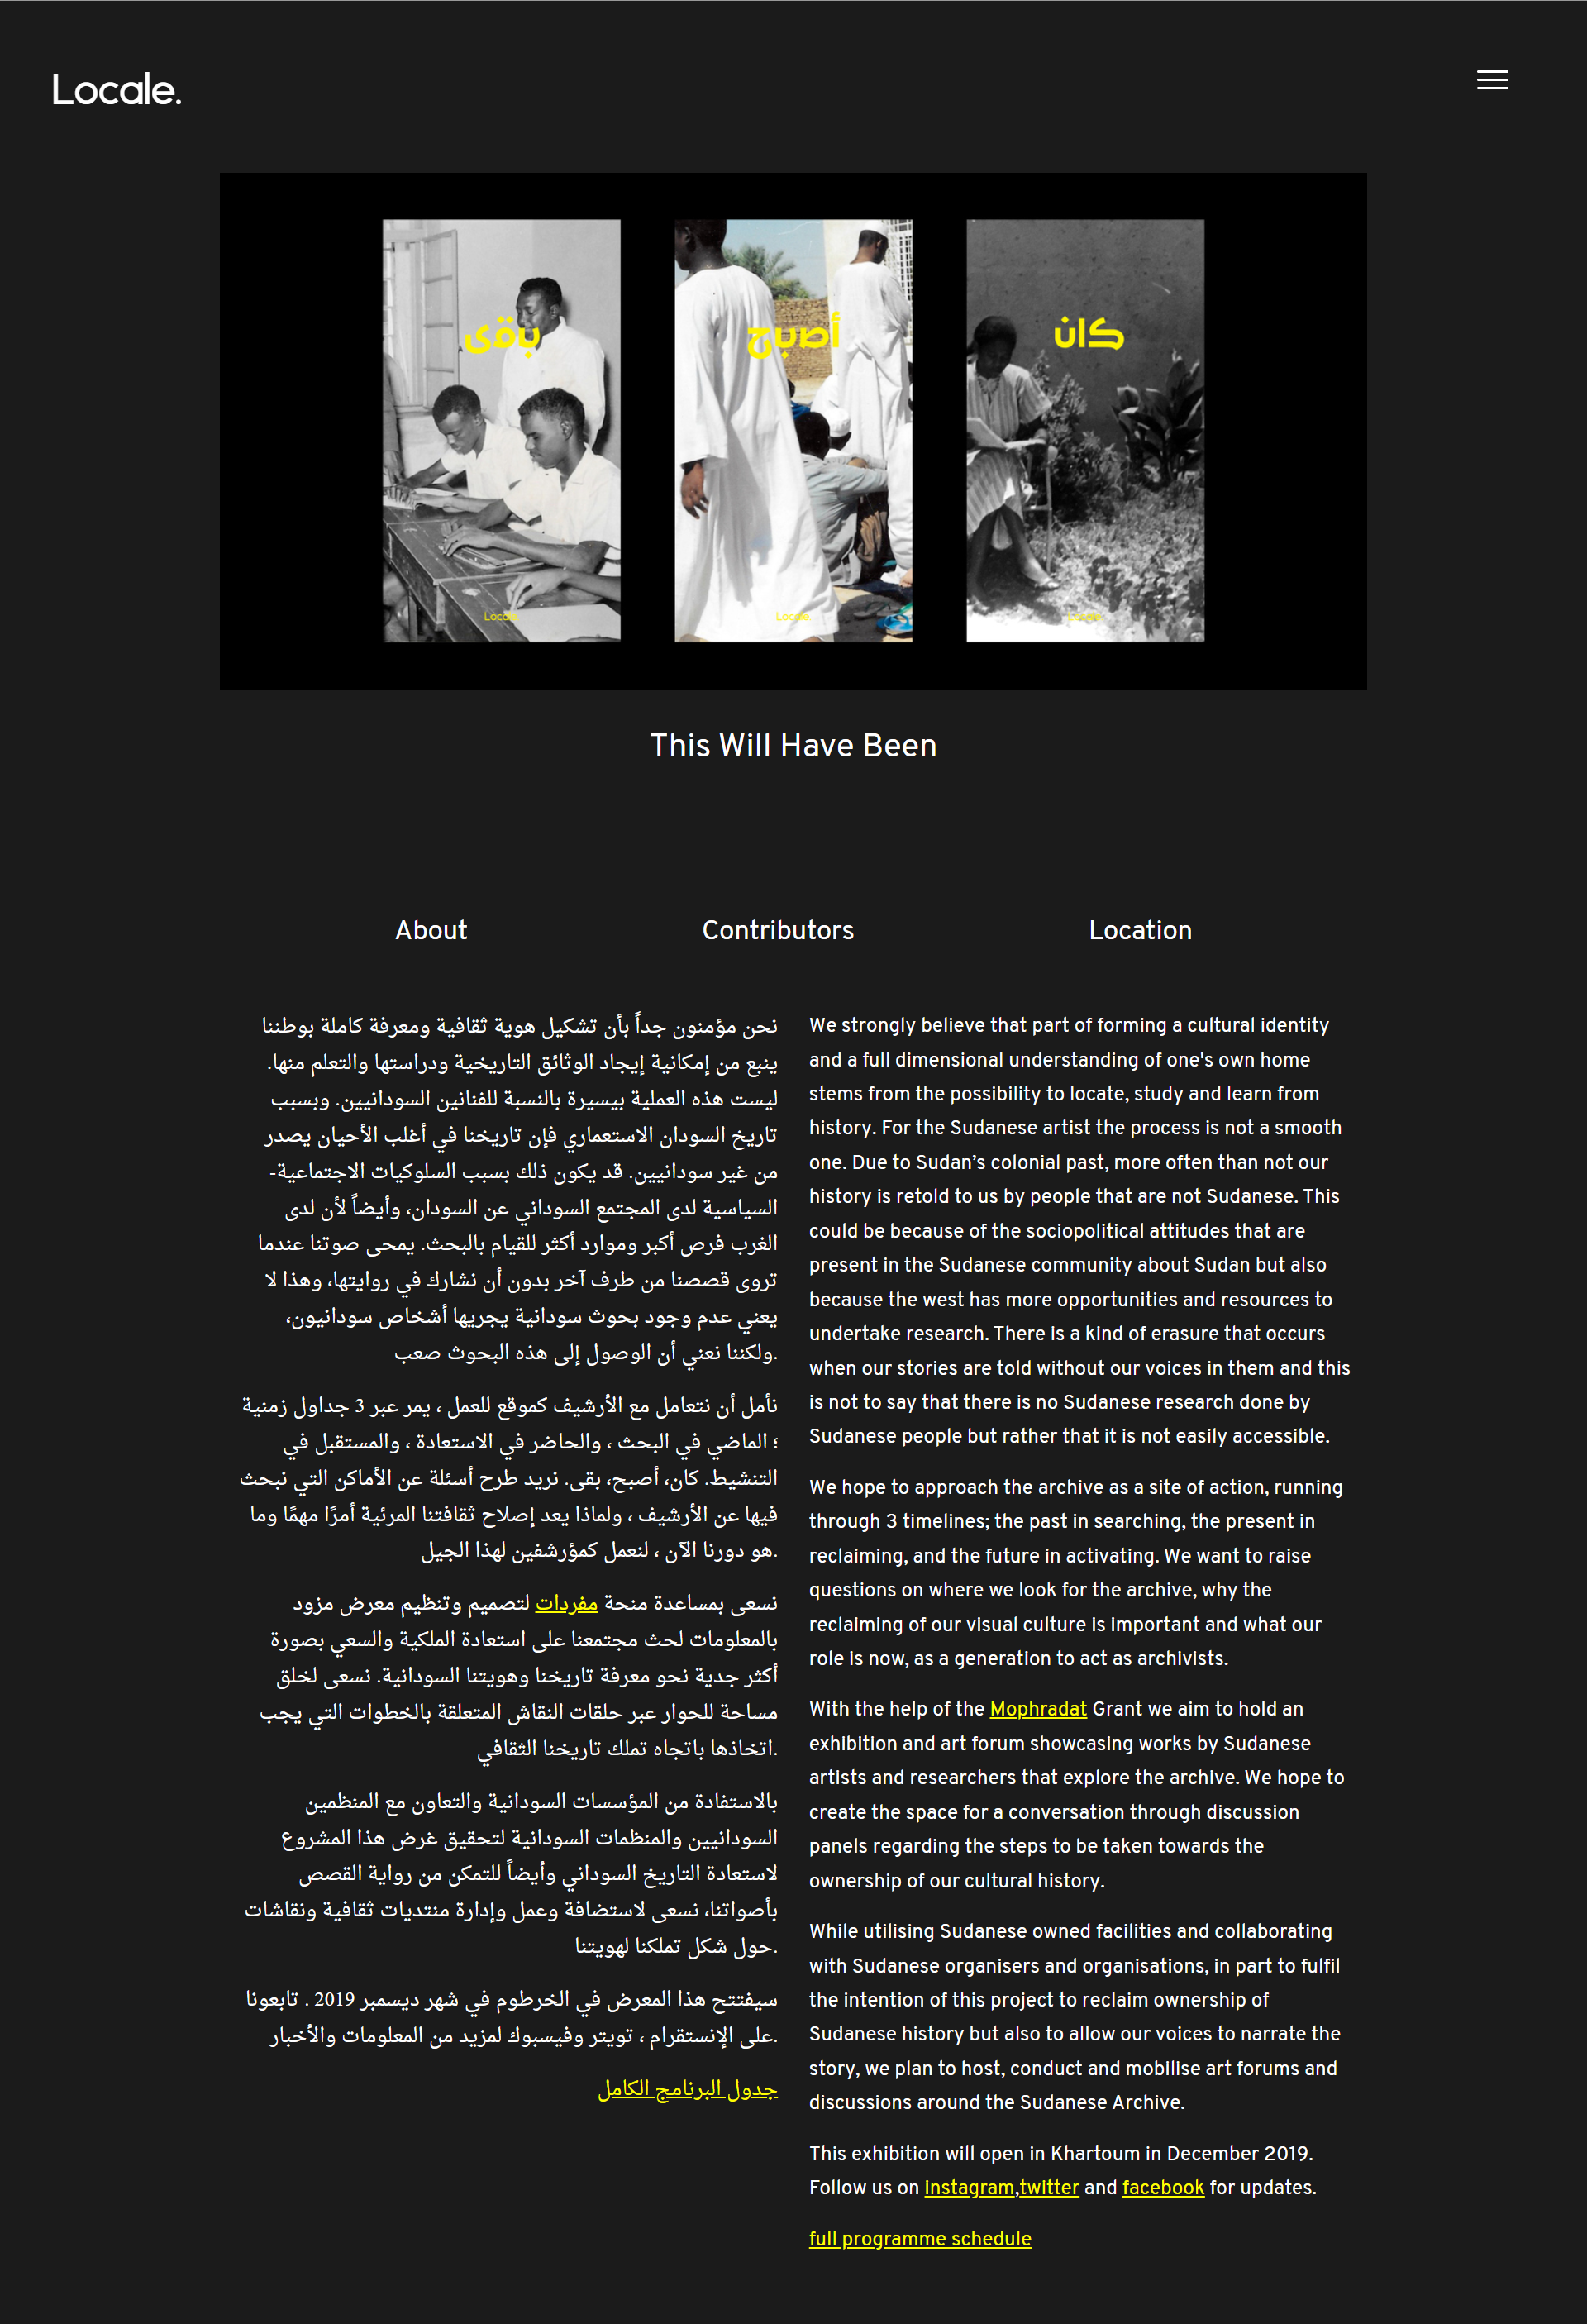 Locale.
بقى
أصبح
كان
Locale.
Locale.
Locale.
This Will Have Been
About
Contributors
Location
نحن مؤمنون جداً بأن تشكيل هوية ثقافية ومعرفة كاملة بوطننا
ينبع من إمكانية إيجاد الوثائق التاريخية ودراستها والتعلم منها.
ليست هذه العملية بيسيرة بالنسبة للفنانين السودانيين. وبسبب
تاريخ السودان الاستعماري فإن تاريخنا في أغلب الأحيان يصدر
من غير سودانيين. قد يكون ذلك بسبب السلوكيات الاجتماعية-
السياسية لدى المجتمع السوداني عن السودان، وأيضاً لأن لدى
الغرب فرص أكبر وموارد أكثر للقيام بالبحث. يمحى صوتنا عندما
تروى قصصنا من طرف آخر بدون أن نشارك في روايتها، وهذا لا
يعني عدم وجود بحوث سودانية يجريها أشخاص سودانيون،
ولكننا نعني أن الوصول إلى هذه البحوث صعب.
نأمل أن نتعامل مع الأرشيف كموقع للعمل ، يمر عبر 3 جداول زمنية
؛ الماضي في البحث ، والحاضر في الاستعادة ، والمستقبل في
التنشيط. كان، أصبح، بقى. نريد طرح أسئلة عن الأماكن التي نبحث
فيها عن الأرشيف ، ولماذا يعد إصلاح ثقافتنا المرئية أمرًا مهمًا وما
هو دورنا الآن ، لنعمل كمؤرشفين لهذا الجيل.
نسعى بمساعدة منحة مفردات لتصميم وتنظيم معرض مزود
بالمعلومات لحث مجتمعنا على استعادة الملكية والسعي بصورة
أكثر جدية نحو معرفة تاريخنا وهويتنا السودانية. نسعى لخلق
مساحة للحوار عبر حلقات النقاش المتعلقة بالخطوات التي يجب
اتخاذها باتجاه تملك تاريخنا الثقافي.
بالاستفادة من المؤسسات السودانية والتعاون مع المنظمين
السودانيين والمنظمات السودانية لتحقيق غرض هذا المشروع
لاستعادة التاريخ السوداني وأيضاً للتمكن من رواية القصص
بأصواتنا، نسعى لاستضافة وعمل وإدارة منتديات ثقافية ونقاشات
حول شكل تملكنا لهويتنا.
سيفتتح هذا المعرض في الخرطوم في شهر ديسمبر 2019 . تابعونا
على الإنستقرام ، تويتر وفيسبوك لمزيد من المعلومات والأخبار.
جدول البرنامج الكامل
We strongly believe that part of forming a cultural identity
and a full dimensional understanding of one's own home
stems from the possibility to locate, study and learn from
history. For the Sudanese artist the process is not a smooth
one. Due to Sudan’s colonial past, more often than not our
history is retold to us by people that are not Sudanese. This
could be because of the sociopolitical attitudes that are
present in the Sudanese community about Sudan but also
because the west has more opportunities and resources to
undertake research. There is a kind of erasure that occurs
when our stories are told without our voices in them and this
is not to say that there is no Sudanese research done by
Sudanese people but rather that it is not easily accessible.
We hope to approach the archive as a site of action, running
through 3 timelines; the past in searching, the present in
reclaiming, and the future in activating. We want to raise
questions on where we look for the archive, why the
reclaiming of our visual culture is important and what our
role is now, as a generation to act as archivists.
With the help of the Mophradat Grant we aim to hold an
exhibition and art forum showcasing works by Sudanese
artists and researchers that explore the archive. We hope to
create the space for a conversation through discussion
panels regarding the steps to be taken towards the
ownership of our cultural history.
While utilising Sudanese owned facilities and collaborating
with Sudanese organisers and organisations, in part to fulfil
the intention of this project to reclaim ownership of
Sudanese history but also to allow our voices to narrate the
story, we plan to host, conduct and mobilise art forums and
discussions around the Sudanese Archive.
This exhibition will open in Khartoum in December 2019.
Follow us on instagram,twitter and facebook for updates.
full programme schedule